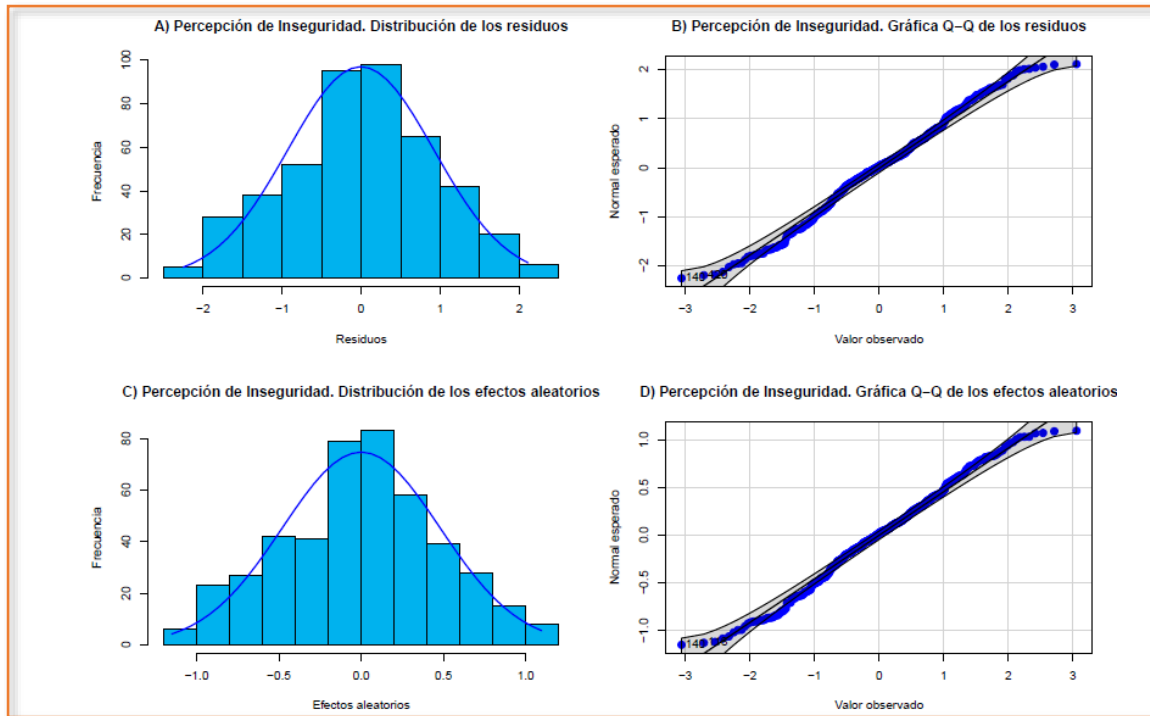 A) Percepción de Inseguridad. Distribución de los residuos
Frecuencia
100
80
60
40
20
0
−2 −1 0 1 2
Residuos
B) Percepción de Inseguridad. Gráfica Q−Q de los residuos
Normal esperado
2
1
0
−1
−2
−3 −2 −1 0 1 2 3
Valor observado
C) Percepción de Inseguridad. Distribución de los efectos aleatorios
Frecuencia
80
60
40
20
0
−1.0 −0.5 0.0 0.5 1.0
Efectos aleatorios
D) Percepción de Inseguridad. Gráfica Q−Q de los efectos aleatorios
Normal esperado
1.0
0.5
0.0
−0.5
−1.0
−3 −2 −1 0 1 2 3
Valor observado